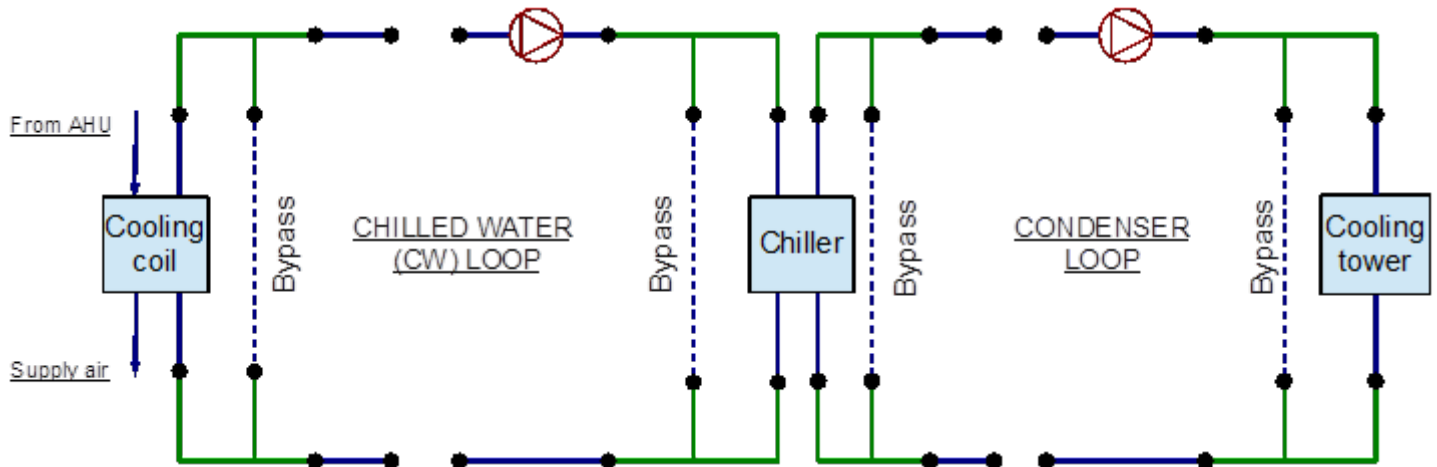 From AHU
Cooling
coil
Supply air
Bypass
CHILLED WATER
(CW) LOOP
Bypass
Chiller
Bypass
CONDENSER
LOOP
Bypass
Cooling
tower